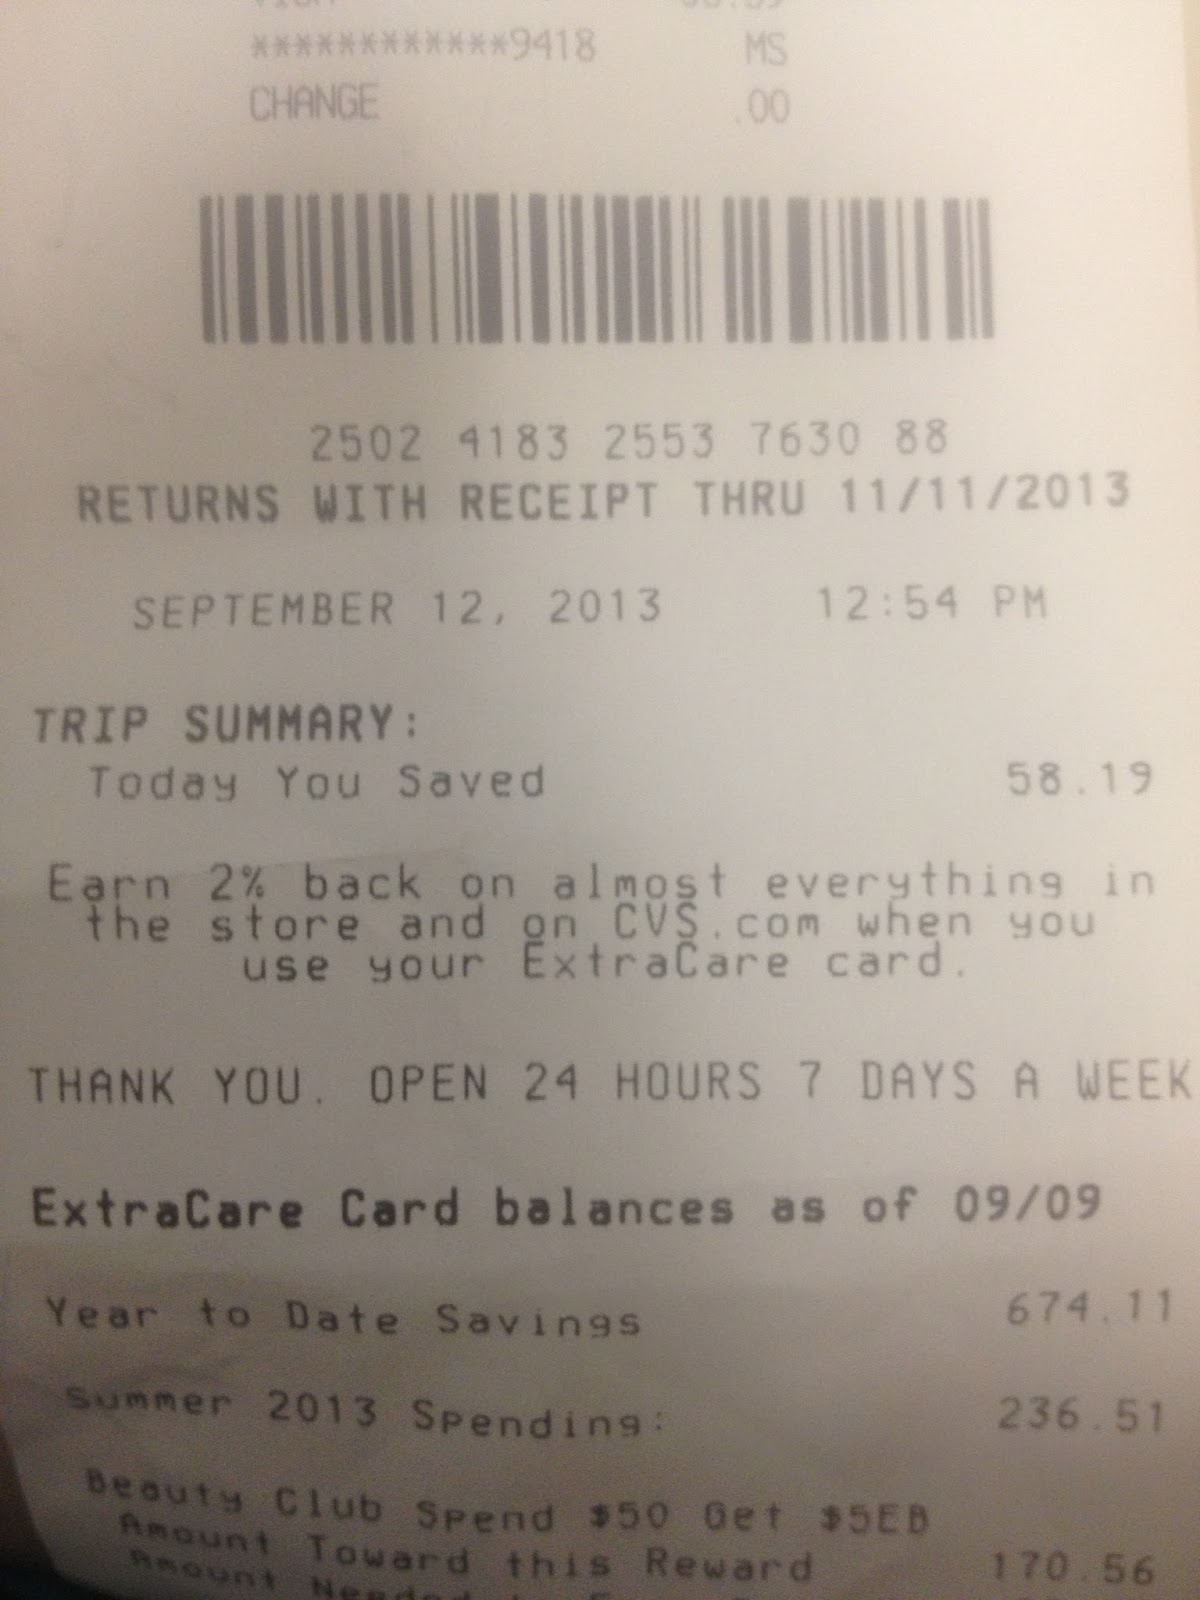 ************9418 MS
CHANGE .00
2502 4183 2553 7630 88
RETURNS WITH RECEIPT THRU 11/11/2013
SEPTEMBER 12, 2013 12:54 PM
TRIP SUMMARY:
Today You Saved 58.19
Earn 2% back on almost everything in
the store and on CVS.com when you
use your ExtraCare card.
THANK YOU. OPEN 24 HOURS 7 DAYS A WEEK
ExtraCare Card balances as of 09/09
Year to Date Savings 674.11
Summer 2013 Spending: 236.51
Beauty Club Spend $50 Get $5EB
Amount Toward this Reward 170.56
Amount Needed